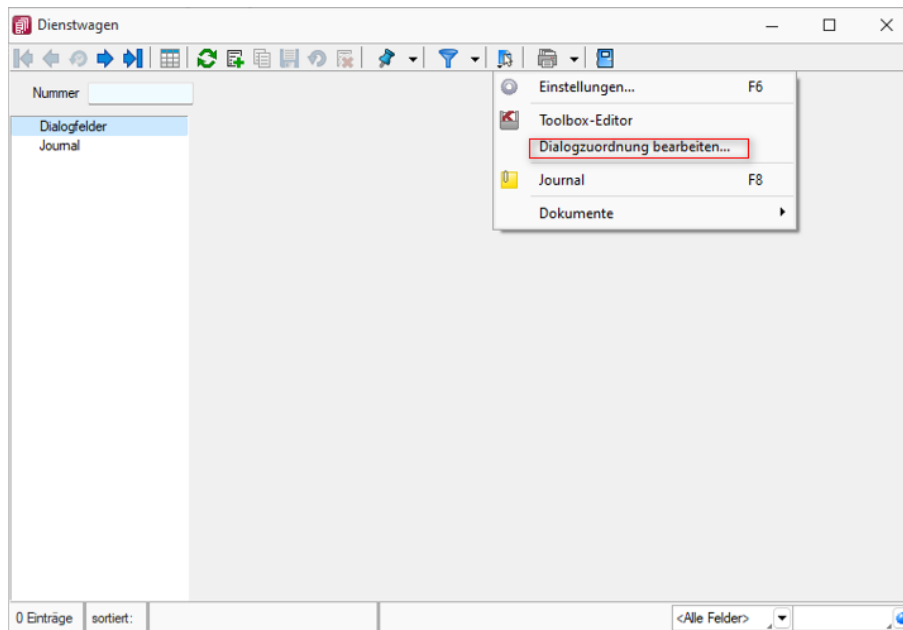 Dienstwagen
Nummer
Dialogfelder
Journal
Einstellungen... F6
Toolbox-Editor
Dialogzuordnung bearbeiten...
Journal F8
Dokumente
0 Einträge sortiert: <Alle Felder>